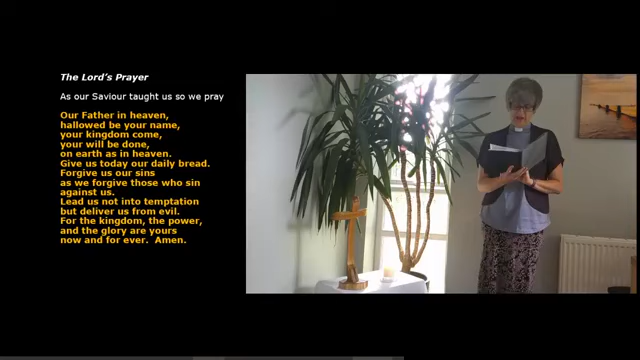 The Lord's Prayer
As our Saviour taught us so we pray
Our Father in heaven,
hallowed be your name,
your kingdom come,
your will be done,
on earth as in heaven.
Give us today our daily bread.
Forgive us our sins
as we forgive those who sin
against us.
Lead us not into temptation
but deliver us from evil.
For the kingdom, the power,
and the glory are yours
now and for ever.  Amen.